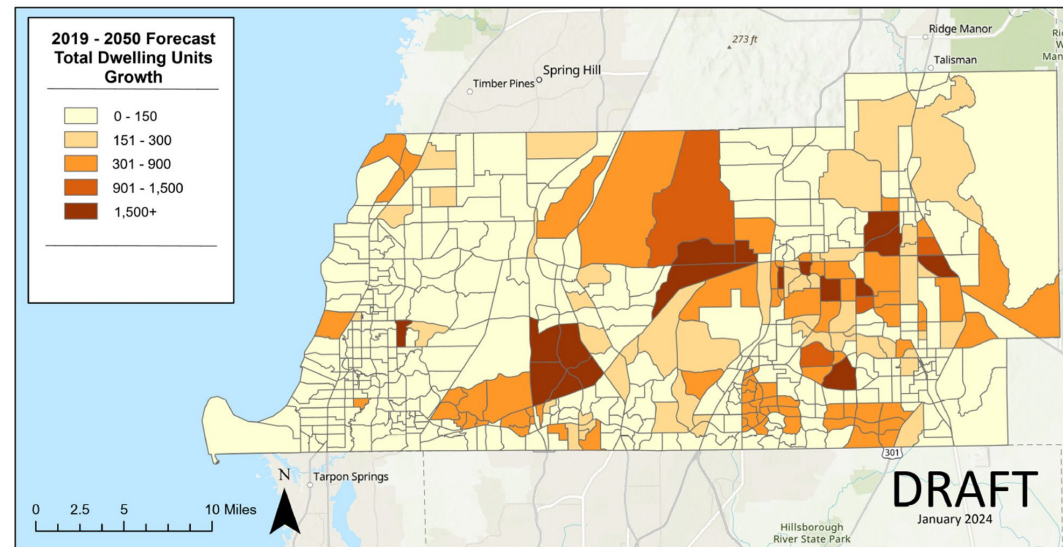 2019 - 2050 Forecast
Total Dwelling Units
Growth
0 - 150
151 - 300
301 - 900
901 - 1,500
1,500+
273 ft
Ridge Manor
Talisman
Spring Hill
Timber Pines
Tarpon Springs
N
0 2.5 5 10 Miles
301
DRAFT
January 2024
Hillsborough
River State Park